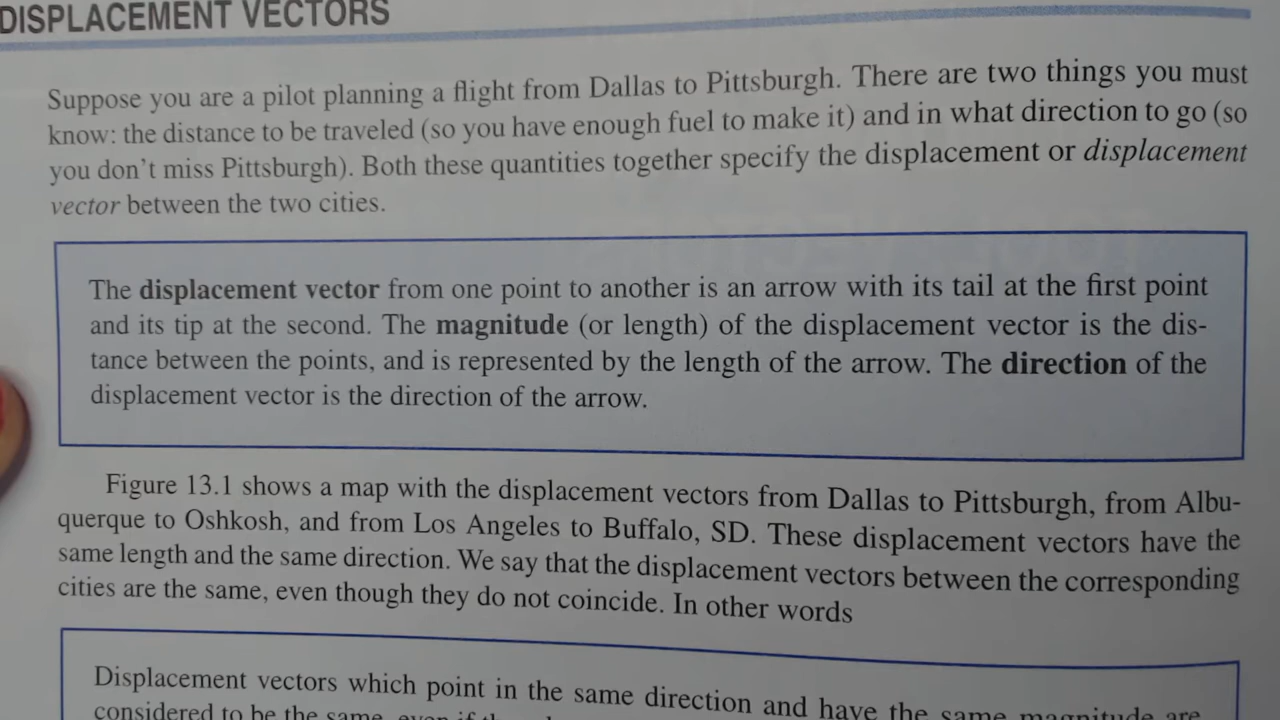 DISPLACEMENT VECTORS
Suppose you are a pilot planning a flight from Dallas to Pittsburgh. There are two things you must
know: the distance to be traveled (so you have enough fuel to make it) and in what direction to go (so
you don't miss Pittsburgh). Both these quantities together specify the displacement or displacement
vector between the two cities.
The displacement vector from one point to another is an arrow with its tail at the first point
and its tip at the second. The magnitude (or length) of the displacement vector is the dis-
tance between the points, and is represented by the length of the arrow. The direction of the
displacement vector is the direction of the arrow.
Figure 13.1 shows a map with the displacement vectors from Dallas to Pittsburgh, from Albu-
querque to Oshkosh, and from Los Angeles to Buffalo, SD. These displacement vectors have the
same length and the same direction. We say that the displacement vectors between the corresponding
cities are the same, even though they do not coincide. In other words
Displacement vectors which point in the same direction and have the same magnitude are
considered to be the same, even if